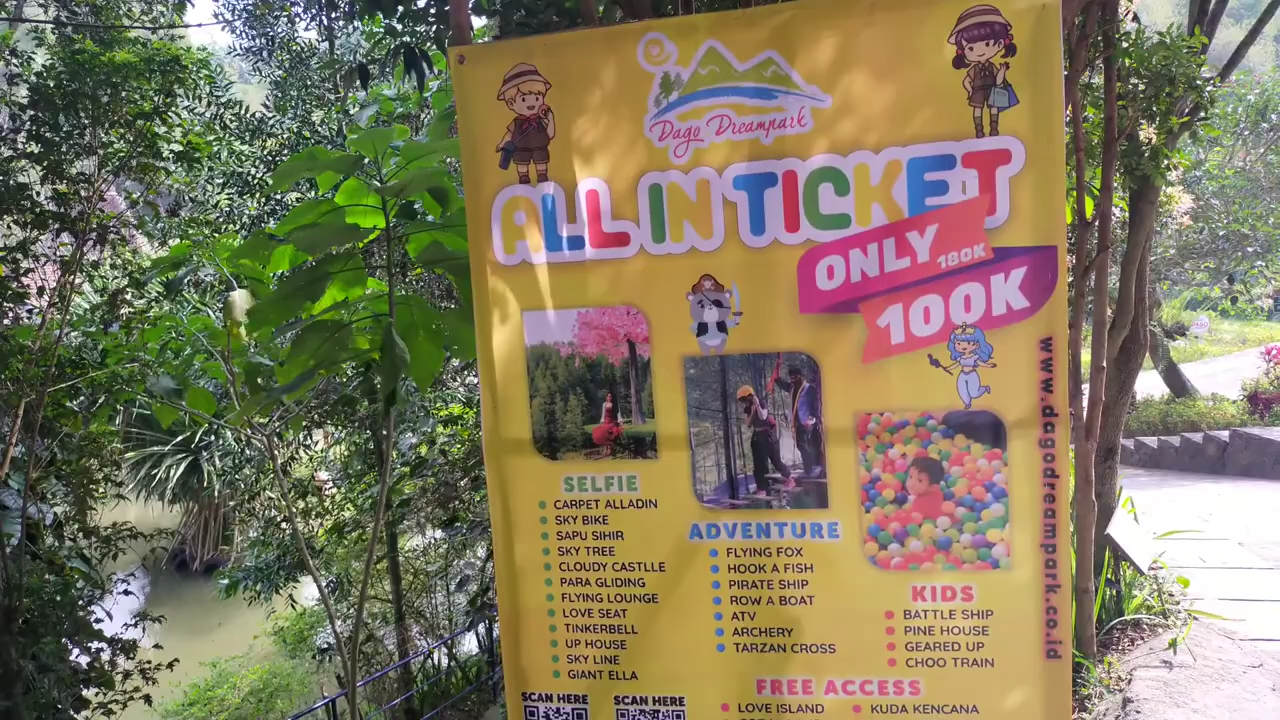 Dago Dreampark
ALL IN TICKET
ONLY 180K
100K
www.dagodreampark.co.id
SELFIE
CARPET ALLADIN
SKY BIKE
SAPU SIHIR
SKY TREE
CLOUDY CASTLLE
PARA GLIDING
FLYING LOUNGE
LOVE SEAT
TINKERBELL
UP HOUSE
SKY LINE
GIANT ELLA
ADVENTURE
FLYING FOX
HOOK A FISH
PIRATE SHIP
ROW A BOAT
ATV
ARCHERY
TARZAN CROSS
KIDS
BATTLE SHIP
PINE HOUSE
GEARED UP
CHOO TRAIN
SCAN HERE
SCAN HERE
FREE ACCESS
LOVE ISLAND
KUDA KENCANA